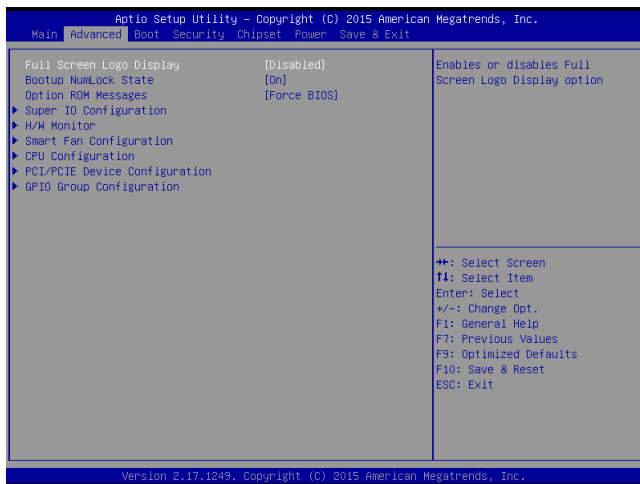 Aptio Setup Utility – Copyright (C) 2015 American Megatrends, Inc.
Main Advanced Boot Security Chipset Power Save & Exit
Full Screen Logo Display [Disabled]
Bootup NumLock State [On]
Option ROM Messages [Force BIOS]
Super IO Configuration
H/W Monitor
Smart Fan Configuration
CPU Configuration
PCI/PCIE Device Configuration
GPIO Group Configuration
Enables or disables Full
Screen Logo Display option
→←: Select Screen
↑↓: Select Item
Enter: Select
+/-: Change Opt.
F1: General Help
F7: Previous Values
F9: Optimized Defaults
F10: Save & Reset
ESC: Exit
Version 2.17.1249. Copyright (C) 2015 American Megatrends, Inc.